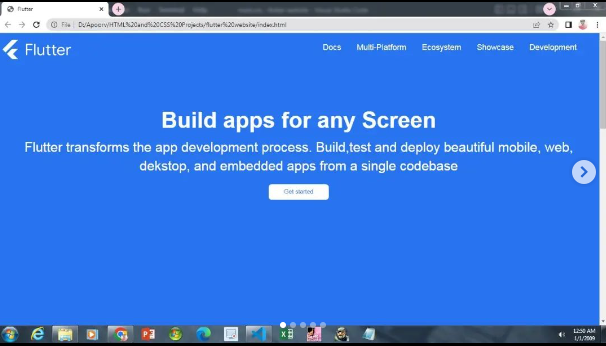 Flutter
File D:/Apoorv/HTML%20and%20CSS%20Projects/flutter%20website/index.html
Flutter Docs Multi-Platform Ecosystem Showcase Development
Build apps for any Screen
Flutter transforms the app development process. Build,test and deploy beautiful mobile, web,
dekstop, and embedded apps from a single codebase
Get started
12:50 AM
1/1/2009